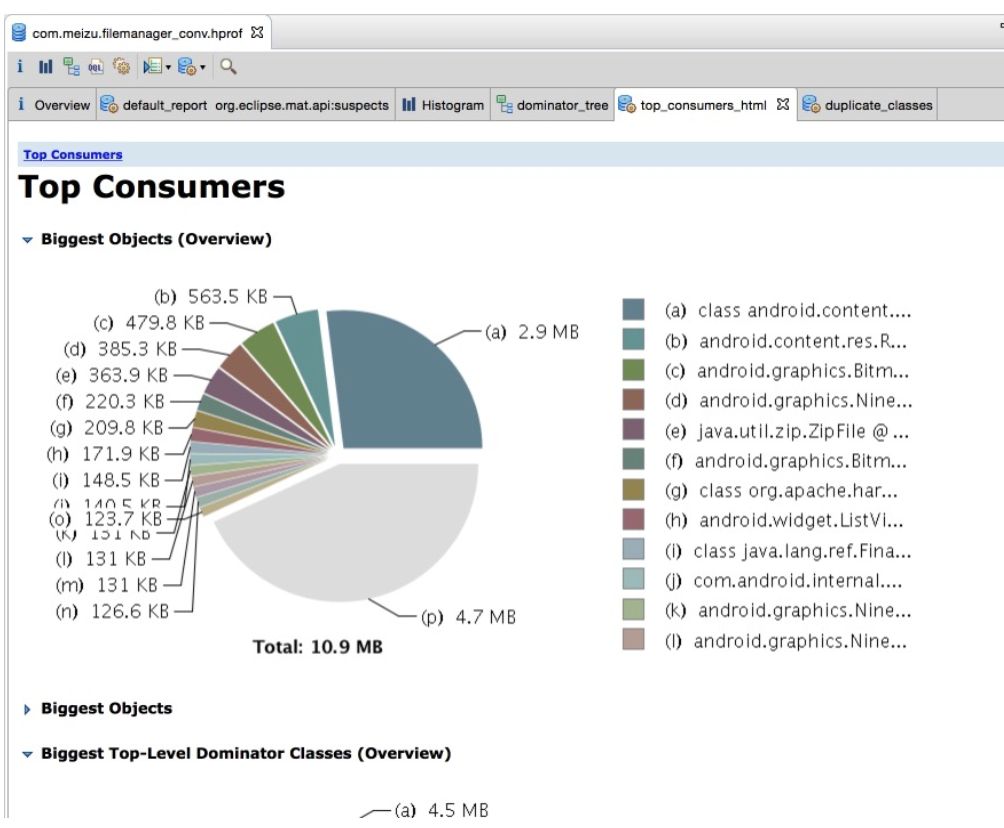 com.meizu.filemanager_conv.hprof
i
OQL
i Overview default_report org.eclipse.mat.api:suspects Histogram dominator_tree top_consumers_html duplicate_classes
Top Consumers
Top Consumers
Biggest Objects (Overview)
(b) 563.5 KB
(c) 479.8 KB
(d) 385.3 KB
(e) 363.9 KB
(f) 220.3 KB
(g) 209.8 KB
(h) 171.9 KB
(i) 148.5 KB
(j) 140.5 KB
(o) 123.7 KB
(k) 131 KB
(l) 131 KB
(m) 131 KB
(n) 126.6 KB
(a) 2.9 MB
(p) 4.7 MB
Total: 10.9 MB
(a) class android.content....
(b) android.content.res.R...
(c) android.graphics.Bitm...
(d) android.graphics.Nine...
(e) java.util.zip.ZipFile @ ...
(f) android.graphics.Bitm...
(g) class org.apache.har...
(h) android.widget.ListVi...
(i) class java.lang.ref.Fina...
(j) com.android.internal....
(k) android.graphics.Nine...
(l) android.graphics.Nine...
Biggest Objects
Biggest Top-Level Dominator Classes (Overview)
(a) 4.5 MB